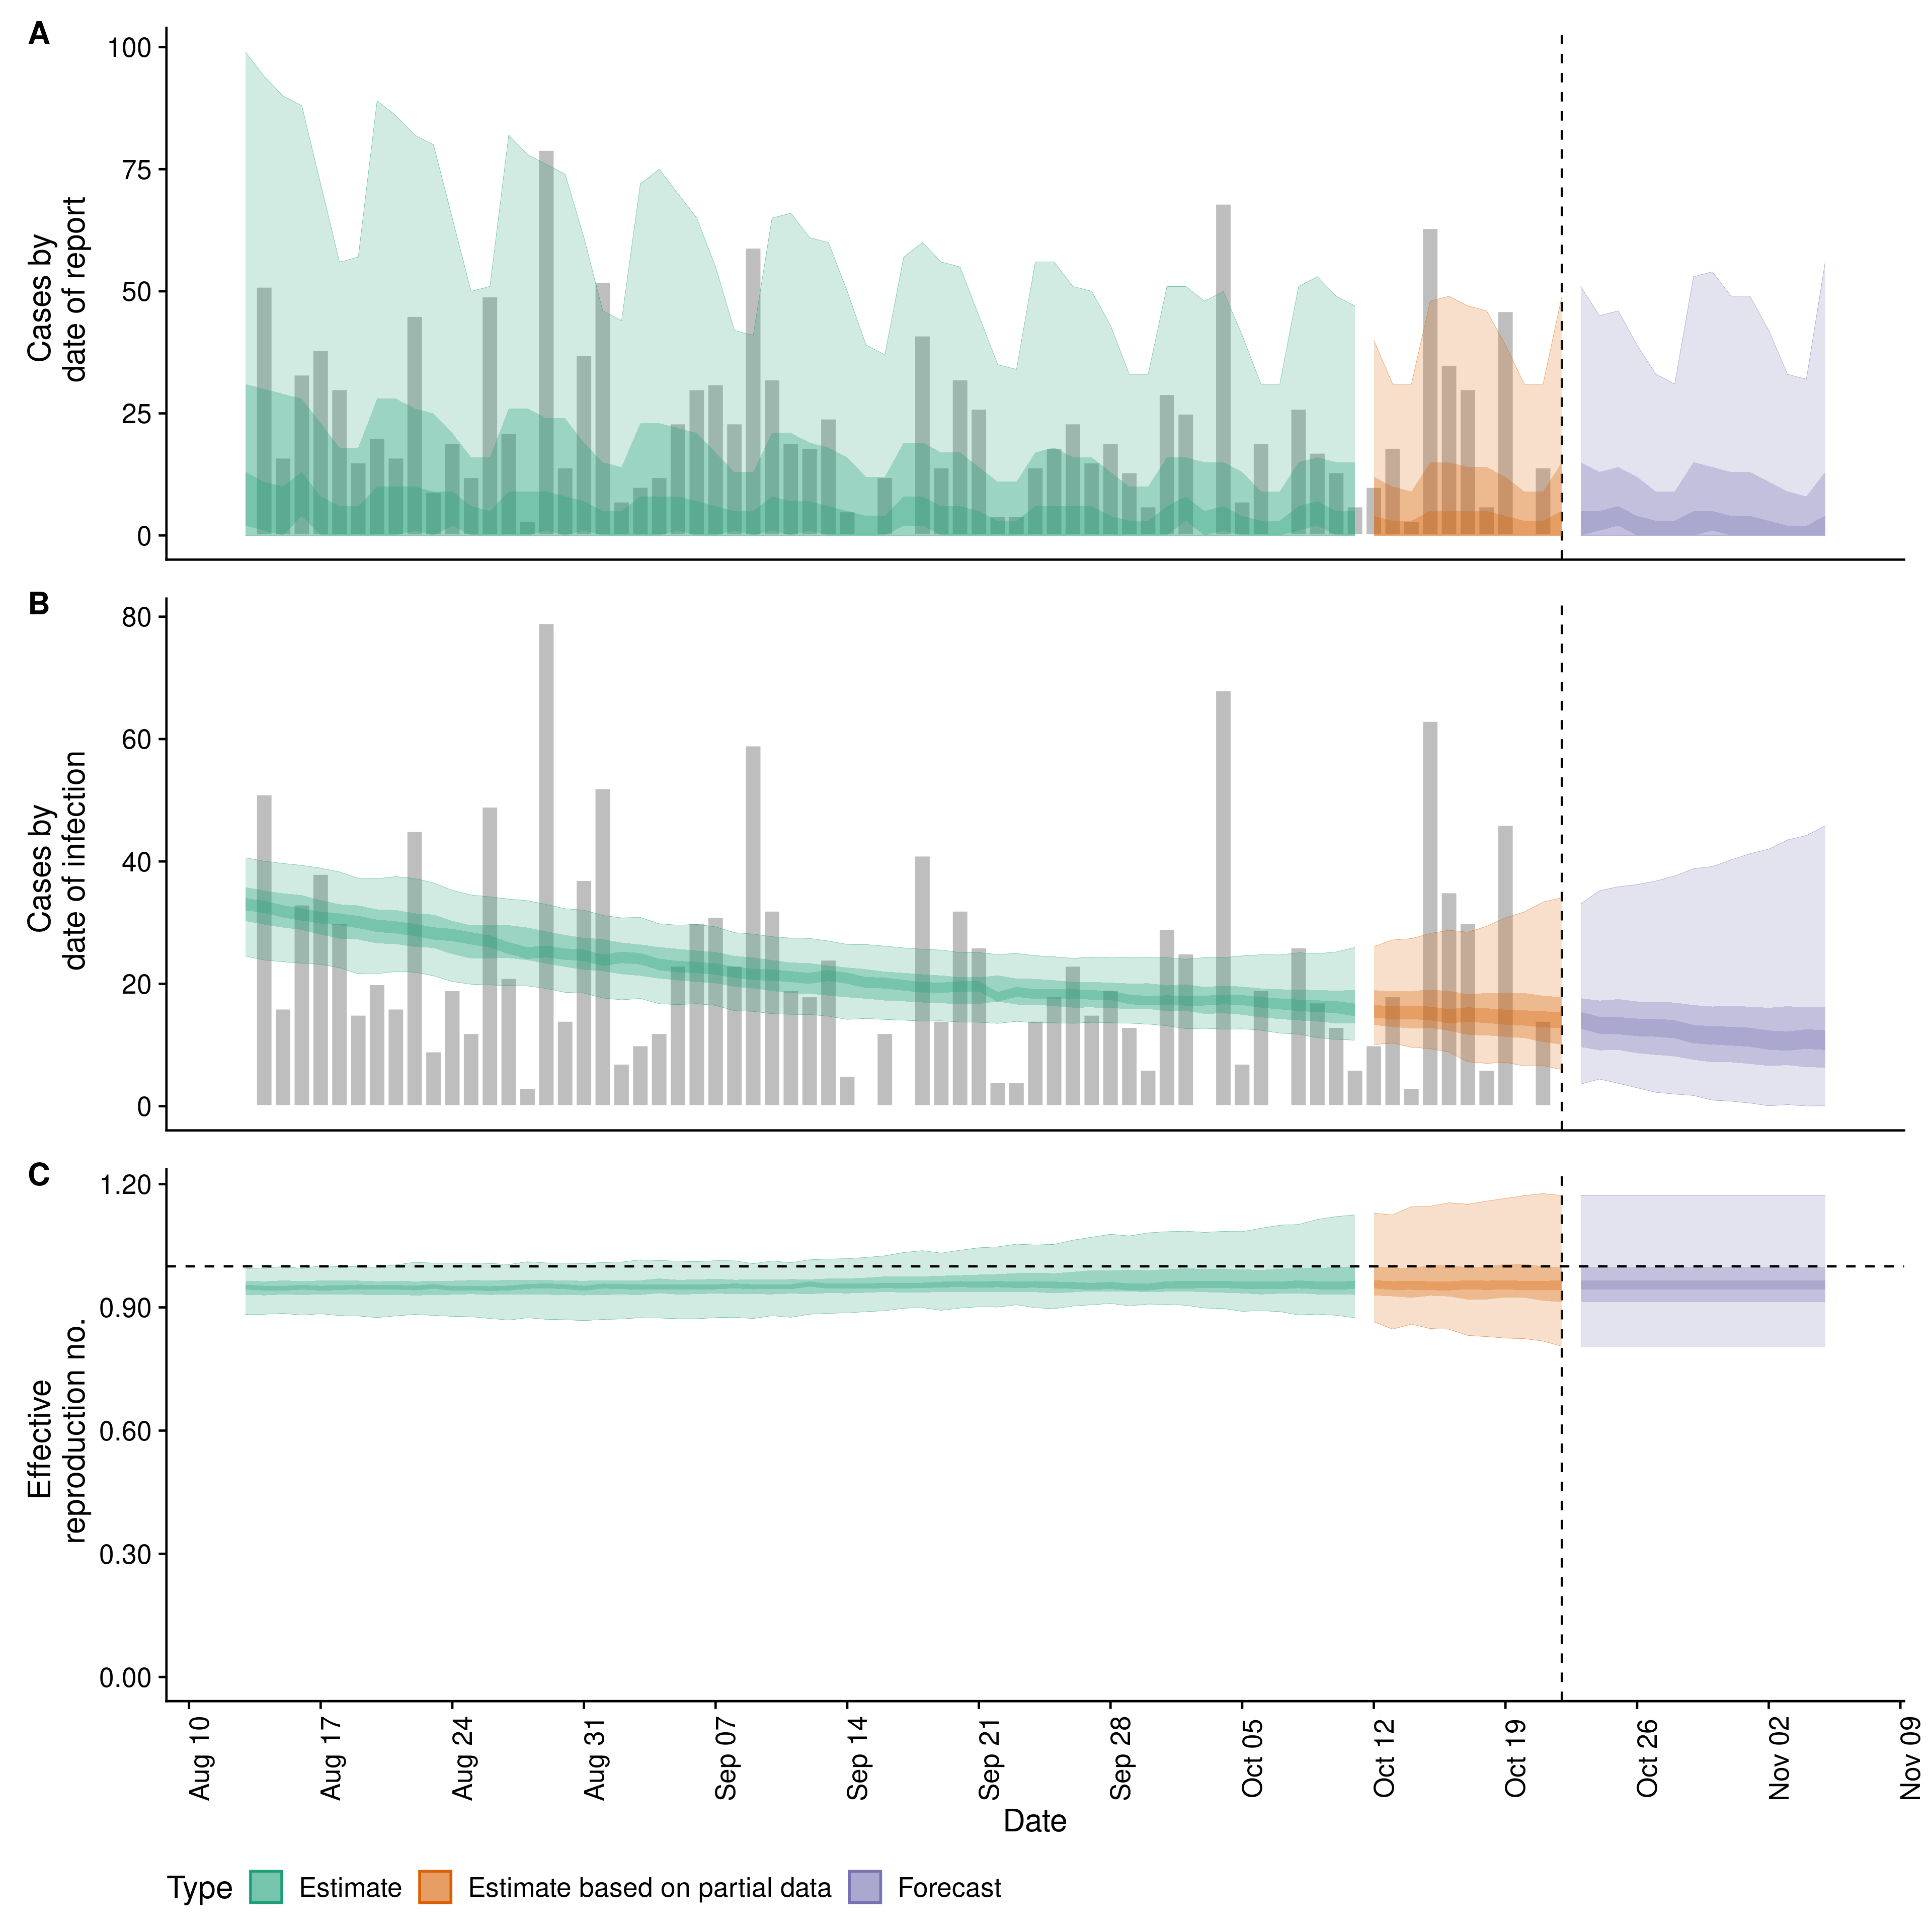 A
Cases by
date of report
100
75
50
25
0
B
Cases by
date of infection
80
60
40
20
0
C
Effective
reproduction no.
1.20
0.90
0.60
0.30
0.00
Aug 10
Aug 17
Aug 24
Aug 31
Sep 07
Sep 14
Sep 21
Sep 28
Oct 05
Oct 12
Oct 19
Oct 26
Nov 02
Nov 09
Date
Type Estimate Estimate based on partial data Forecast